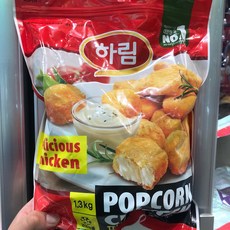 하림
NO.1
licious
hicken
1.3kg
POPCORN